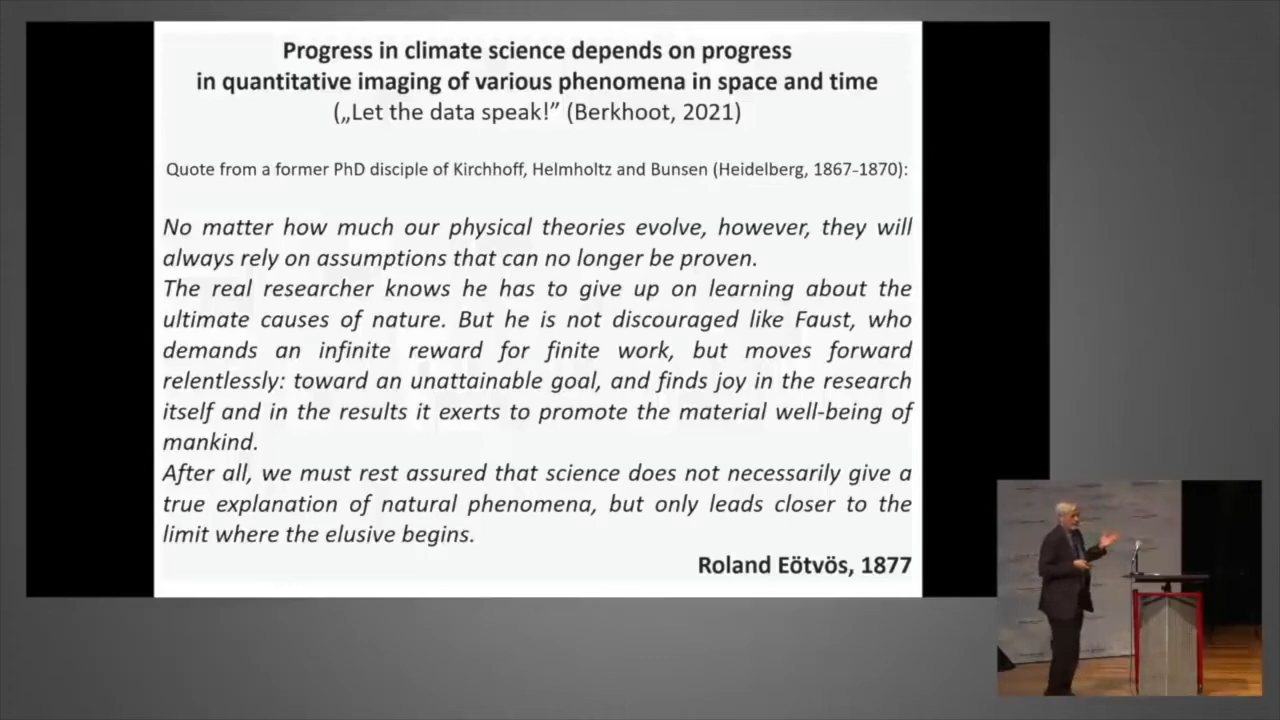 Progress in climate science depends on progress
in quantitative imaging of various phenomena in space and time
(„Let the data speak!” (Berkhoot, 2021)
Quote from a former PhD disciple of Kirchhoff, Helmholtz and Bunsen (Heidelberg, 1867-1870):
No matter how much our physical theories evolve, however, they will
always rely on assumptions that can no longer be proven.
The real researcher knows he has to give up on learning about the
ultimate causes of nature. But he is not discouraged like Faust, who
demands an infinite reward for finite work, but moves forward
relentlessly: toward an unattainable goal, and finds joy in the research
itself and in the results it exerts to promote the material well-being of
mankind.
After all, we must rest assured that science does not necessarily give a
true explanation of natural phenomena, but only leads closer to the
limit where the elusive begins.
Roland Eötvös, 1877